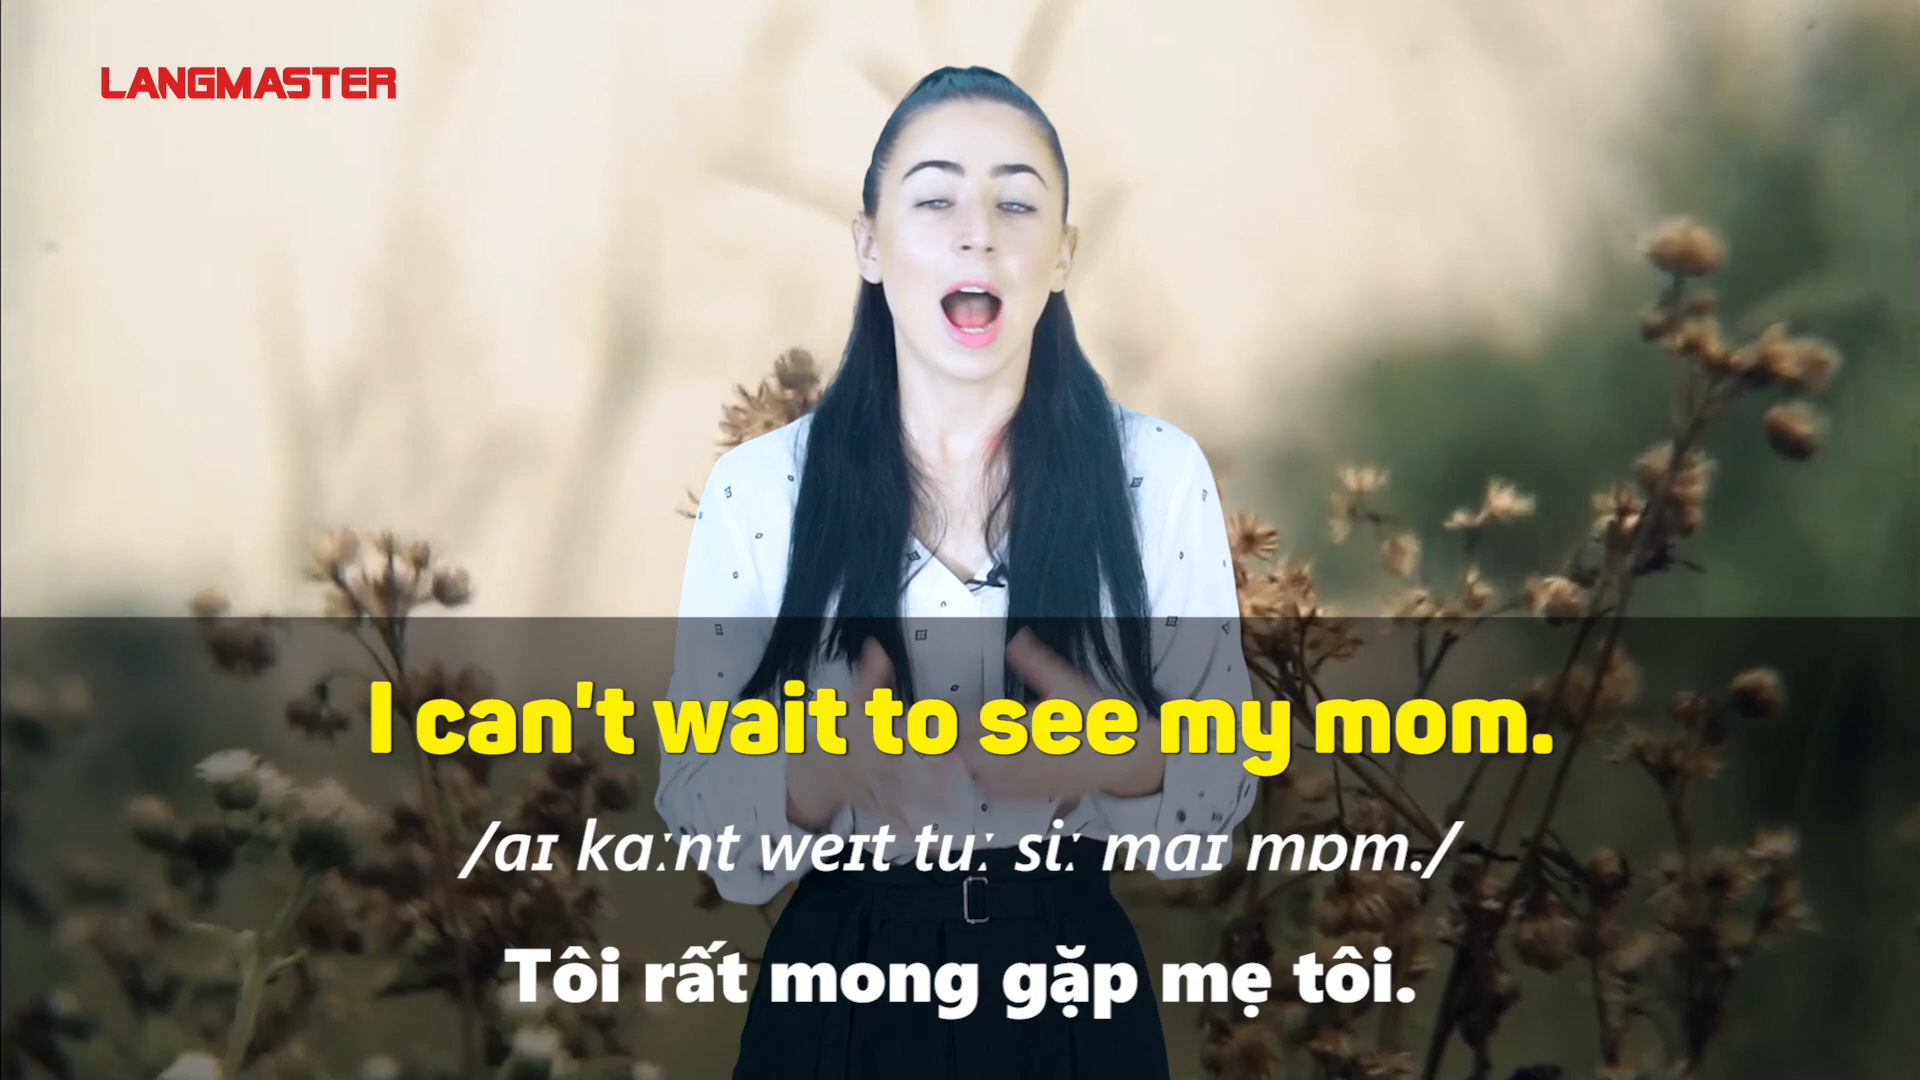 LANGMASTER
I can't wait to see my mom.
/aɪ kɑːnt weɪt tuː siː maɪ mɒm./
Tôi rất mong gặp mẹ tôi.